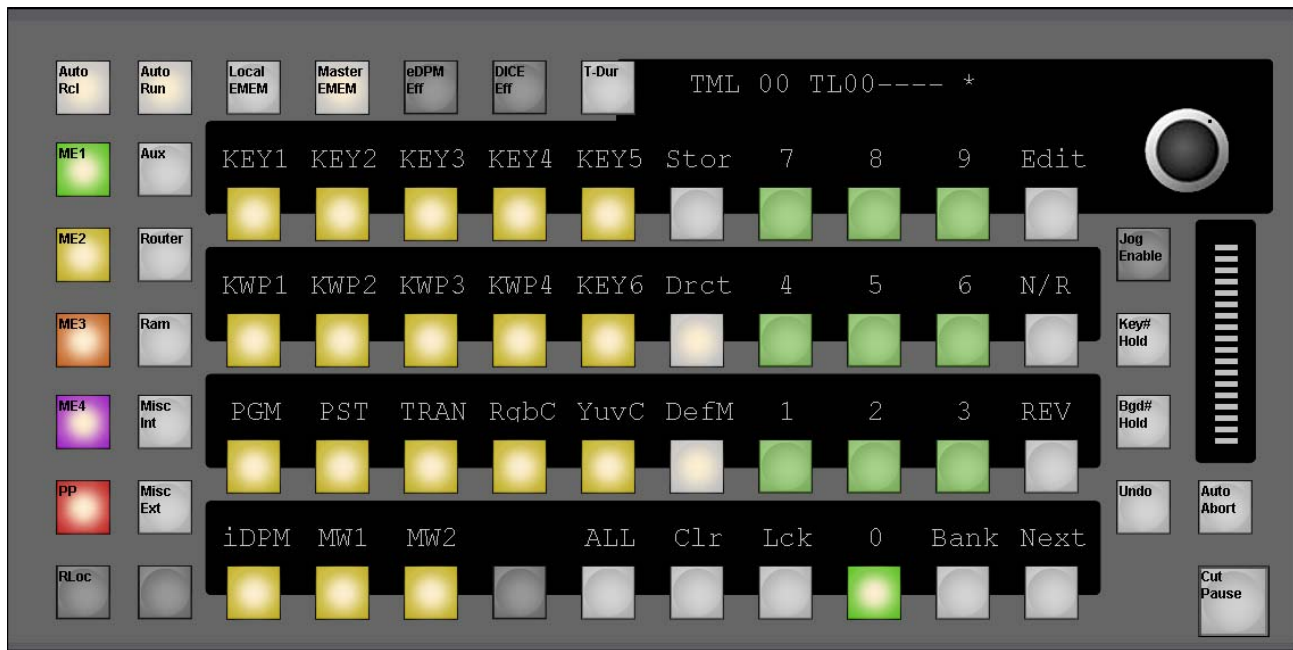 Auto Rcl
Auto Run
Local EMEM
Master EMEM
eDPM Eff
DICE Eff
T-Dur
TML 00 TL00---- *
ME1
Aux
KEY1 KEY2 KEY3 KEY4 KEY5 Stor 7 8 9 Edit
ME2
Router
Jog Enable
KWP1 KWP2 KWP3 KWP4 KEY6 Drct 4 5 6 N/R
ME3
Ram
Key# Hold
ME4
Misc Int
PGM PST TRAN RgbC YuvC DefM 1 2 3 REV
Bgd# Hold
PP
Misc Ext
Undo
Auto Abort
iDPM MW1 MW2 ALL Clr Lck 0 Bank Next
RLoc
Cut Pause